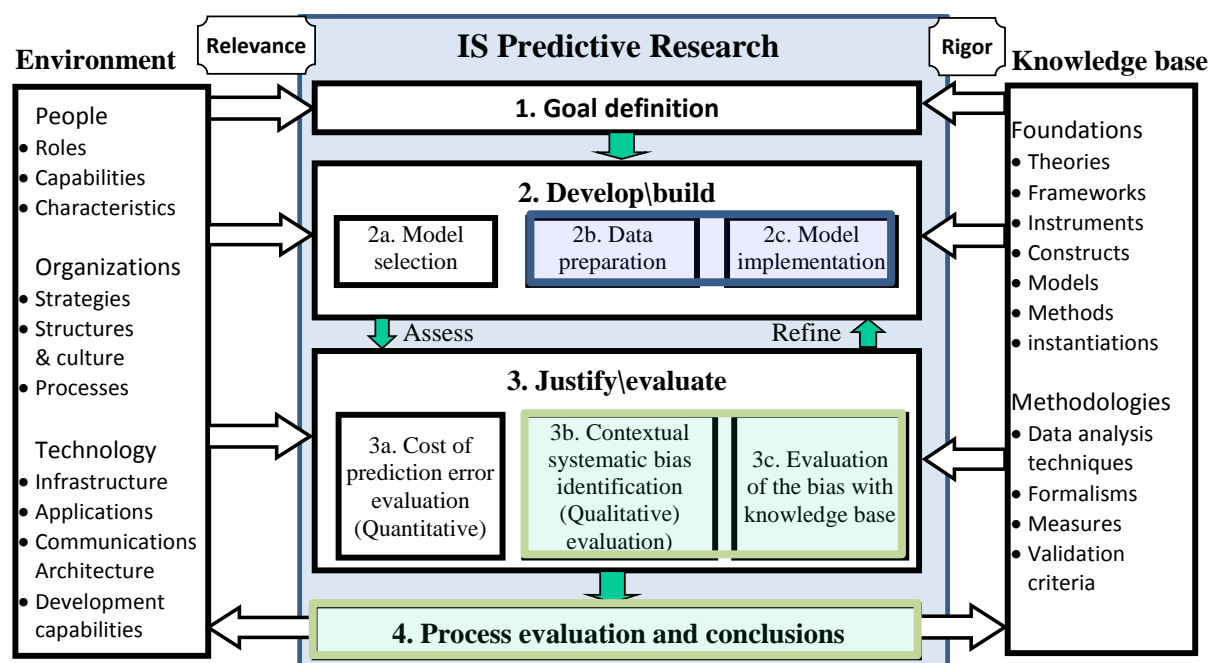 Relevance
IS Predictive Research
Rigor
Environment
Knowledge base
People
• Roles
• Capabilities
• Characteristics
Organizations
• Strategies
• Structures
& culture
• Processes
Technology
• Infrastructure
• Applications
• Communications
Architecture
• Development
capabilities
1. Goal definition
2. Develop\build
2a. Model
selection
2b. Data
preparation
2c. Model
implementation
Assess
Refine
3. Justify\evaluate
3a. Cost of
prediction error
evaluation
(Quantitative)
3b. Contextual
systematic bias
identification
(Qualitative)
evaluation)
3c. Evaluation
of the bias with
knowledge base
4. Process evaluation and conclusions
Foundations
• Theories
• Frameworks
• Instruments
• Constructs
• Models
• Methods
• instantiations
Methodologies
• Data analysis
techniques
• Formalisms
• Measures
• Validation
criteria